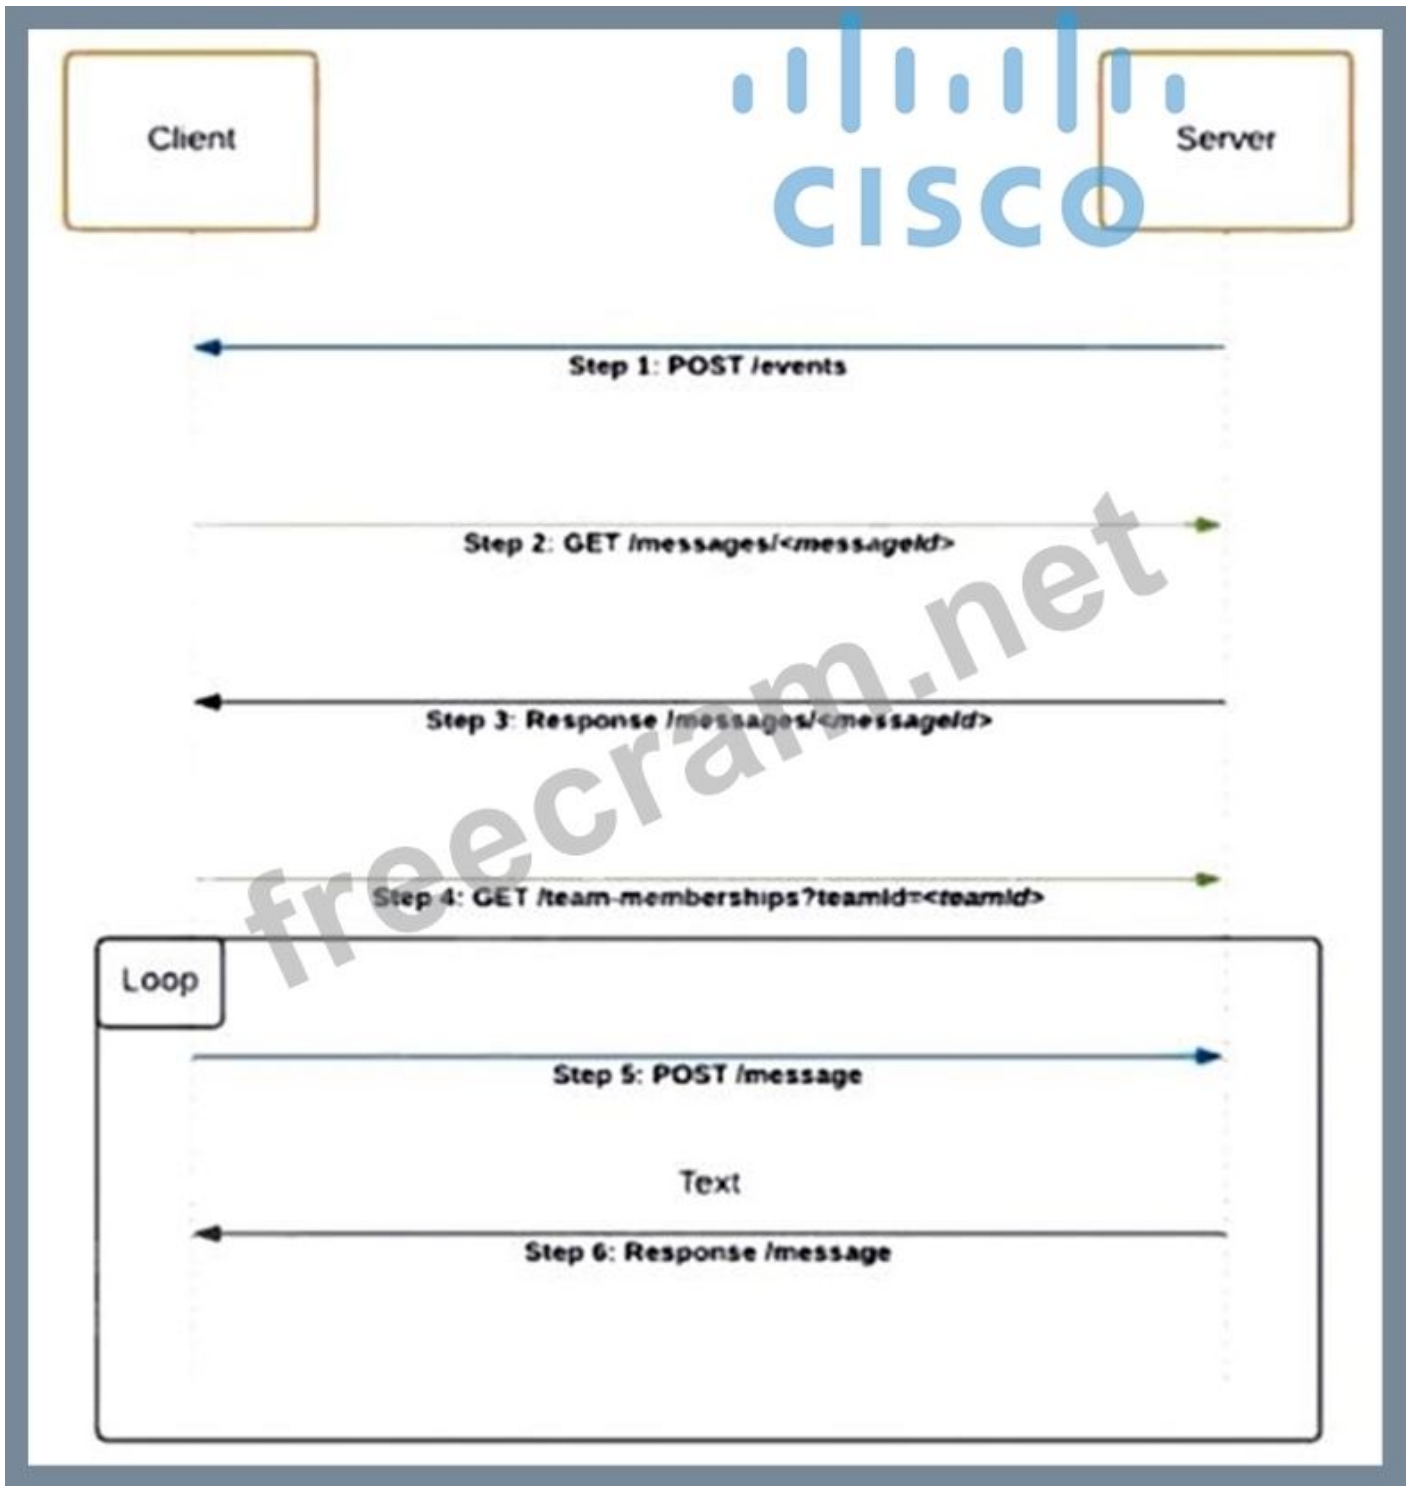 Client
Server
CISCO
Step 1: POST /events
Step 2: GET /messages/<messageId>
Step 3: Response /messages/<messageId>
Step 4: GET /team-memberships?teamId=<teamId>
Loop
Step 5: POST /message
Text
Step 6: Response /message
freecram.net